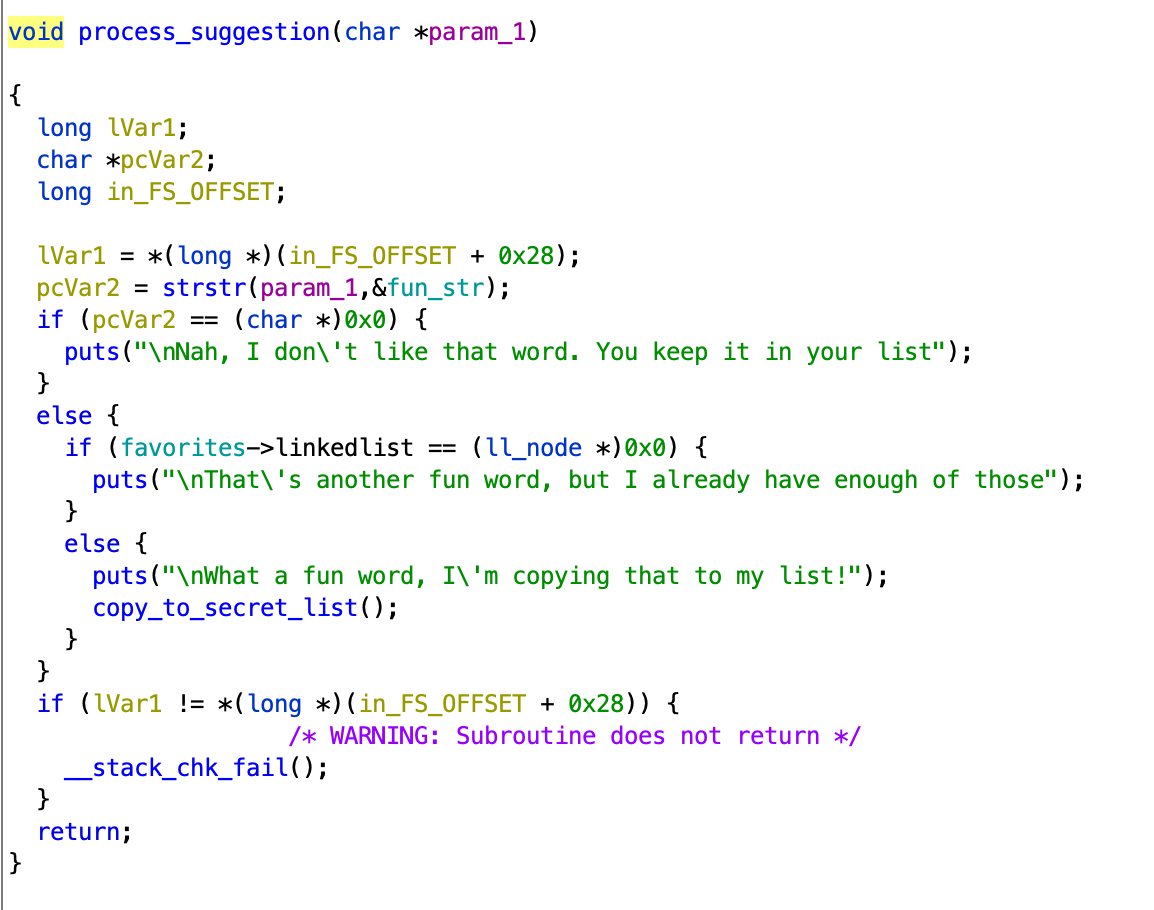 void process_suggestion(char *param_1)
{
long lVar1;
char *pcVar2;
long in_FS_OFFSET;
lVar1 = *(long *)(in_FS_OFFSET + 0x28);
pcVar2 = strstr(param_1,&fun_str);
if (pcVar2 == (char *)0x0) {
puts("\nNah, I don\'t like that word. You keep it in your list");
}
else {
if (favorites->linkedlist == (ll_node *)0x0) {
puts("\nThat\'s another fun word, but I already have enough of those");
}
else {
puts("\nWhat a fun word, I\'m copying that to my list!");
copy_to_secret_list();
}
}
if (lVar1 != *(long *)(in_FS_OFFSET + 0x28)) {
/* WARNING: Subroutine does not return */
__stack_chk_fail();
}
return;
}